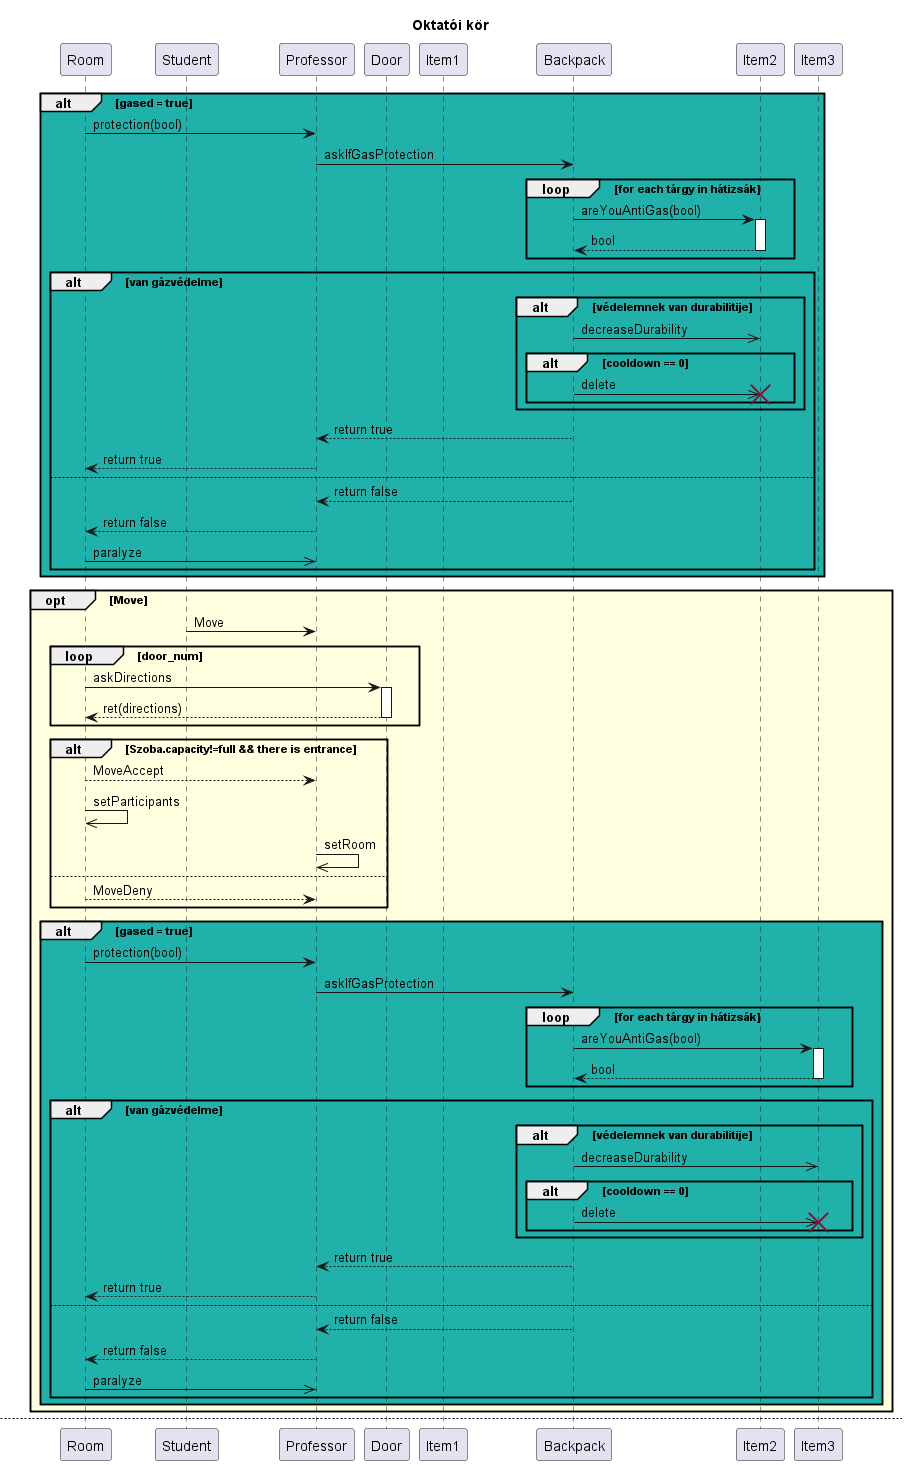 Oktatói kör
Room Student Professor Door Item1 Backpack Item2 Item3
alt [gased = true]
protection(bool)
askIfGasProtection
loop [for each tárgy in hátizsák]
areYouAntiGas(bool)
bool
alt [van gázvédelme]
alt [védelemnek van durabilitije]
decreaseDurability
alt [cooldown == 0]
delete
return true
return true
return false
return false
paralyze
opt [Move]
Move
loop [door_num]
askDirections
ret(directions)
alt [Szoba.capacity!=full && there is entrance]
MoveAccept
setParticipants
setRoom
MoveDeny
alt [gased = true]
protection(bool)
askIfGasProtection
loop [for each tárgy in hátizsák]
areYouAntiGas(bool)
bool
alt [van gázvédelme]
alt [védelemnek van durabilitije]
decreaseDurability
alt [cooldown == 0]
delete
return true
return true
return false
return false
paralyze
Room Student Professor Door Item1 Backpack Item2 Item3